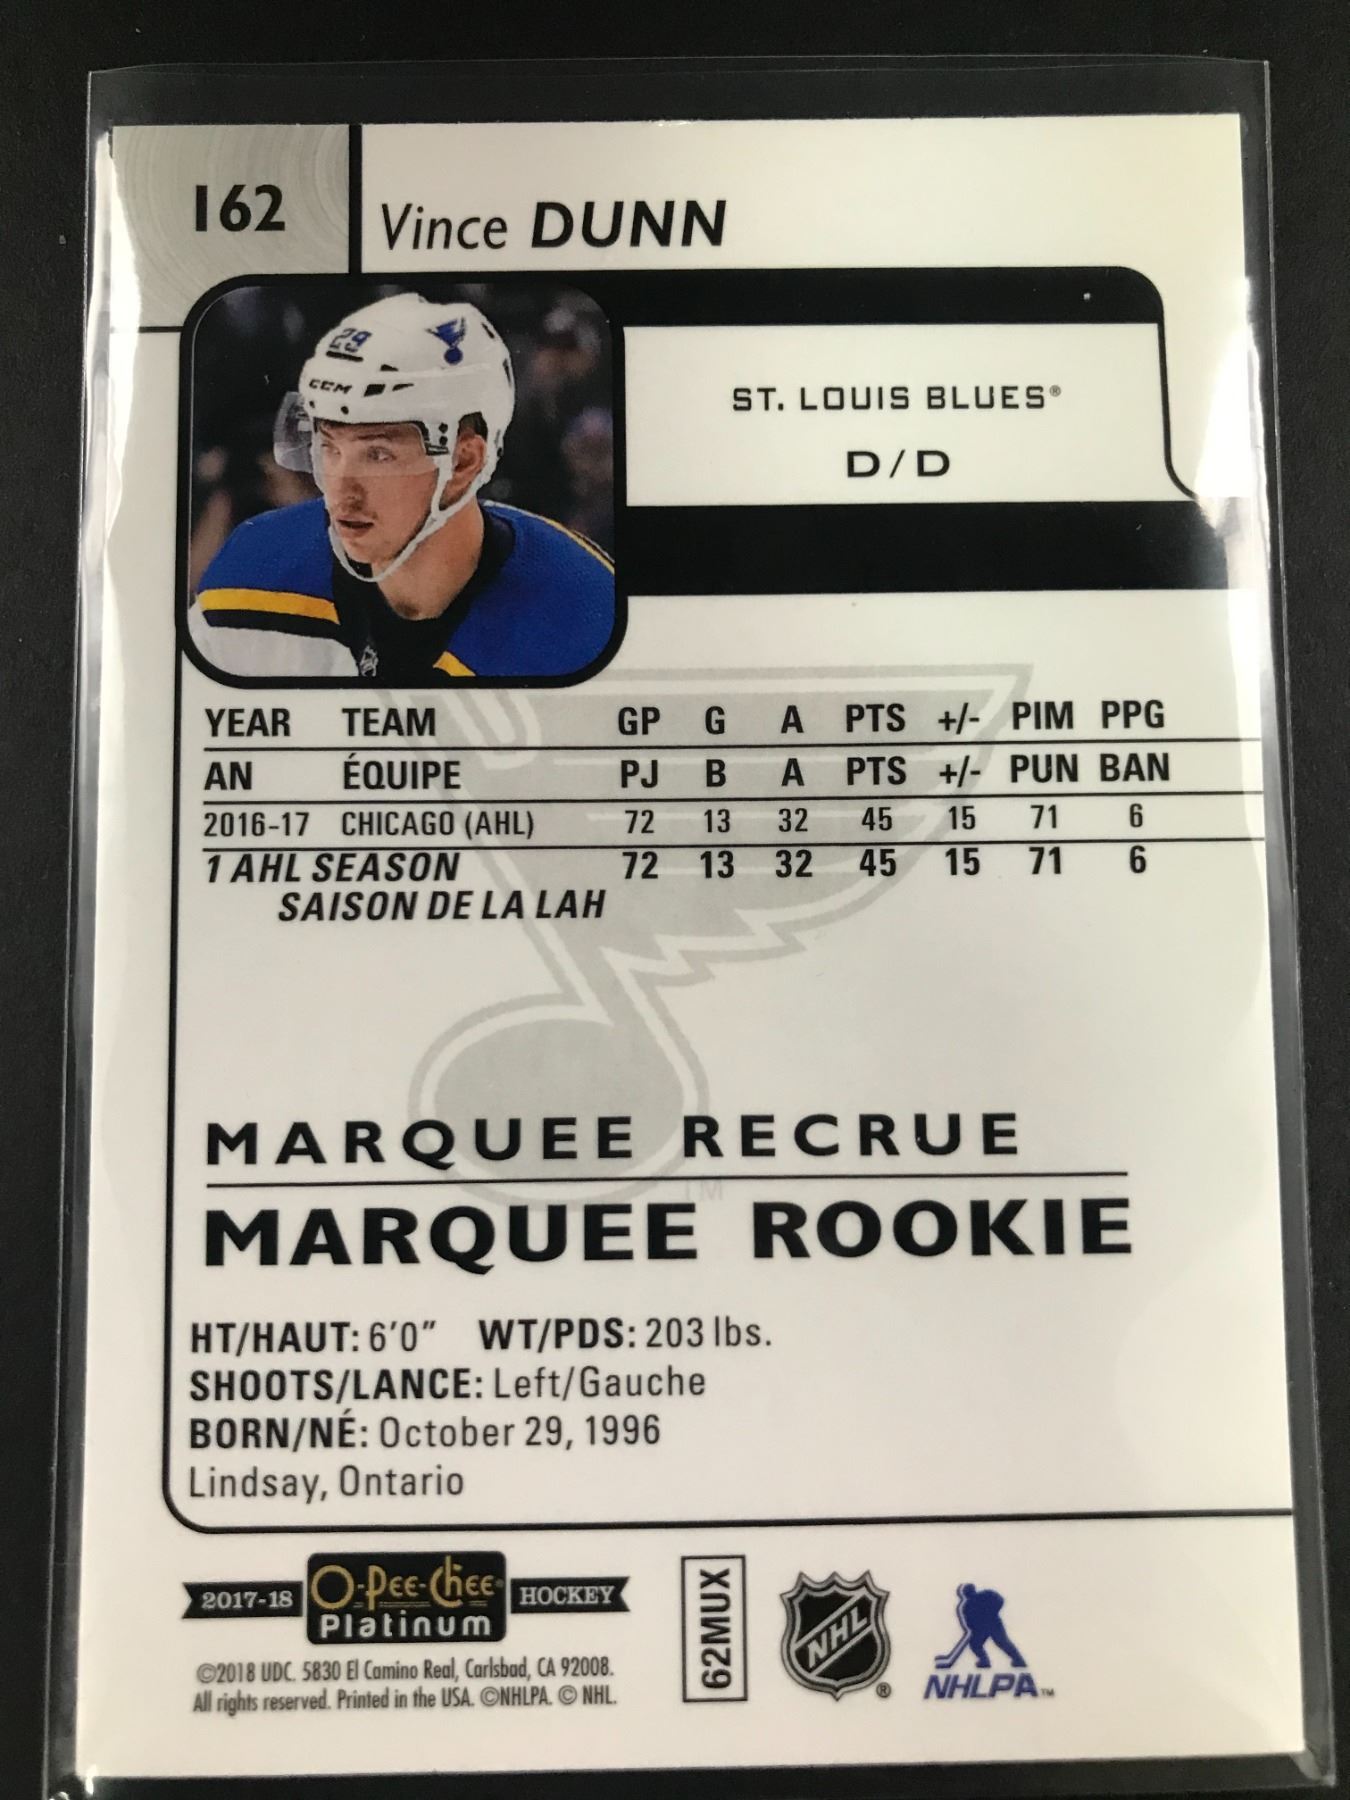 162
Vince DUNN
29
CCM
ST. LOUIS BLUES®
D/D
YEAR TEAM GP G A PTS +/- PIM PPG
AN ÉQUIPE PJ B A PTS +/- PUN BAN
2016-17 CHICAGO (AHL) 72 13 32 45 15 71 6
1 AHL SEASON 72 13 32 45 15 71 6
SAISON DE LA LAH
MARQUEE RECRUE
TM
MARQUEE ROOKIE
HT/HAUT: 6'0" WT/PDS: 203 lbs.
SHOOTS/LANCE: Left/Gauche
BORN/NÉ: October 29, 1996
Lindsay, Ontario
2017-18 O-Pee-Chee® HOCKEY
Platinum
©2018 UDC. 5830 El Camino Real, Carlsbad, CA 92008.
All rights reserved. Printed in the USA. ©NHLPA. © NHL.
62MUX
NHL ®
NHLPA™